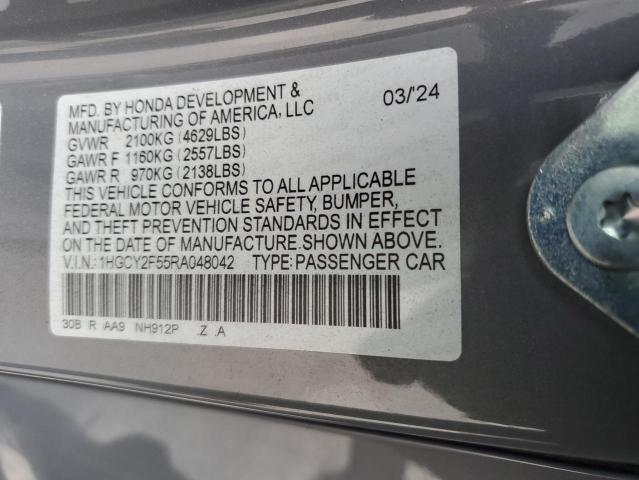 MFD. BY HONDA DEVELOPMENT & 03/'24
MANUFACTURING OF AMERICA, LLC
GVWR 2100KG (4629LBS)
GAWR F 1160KG (2557LBS)
GAWR R 970KG (2138LBS)
THIS VEHICLE CONFORMS TO ALL APPLICABLE
FEDERAL MOTOR VEHICLE SAFETY, BUMPER,
AND THEFT PREVENTION STANDARDS IN EFFECT
ON THE DATE OF MANUFACTURE SHOWN ABOVE.
V.I.N.:1HGCY2F55RA048042 TYPE:PASSENGER CAR
30B R AA9 NH912P Z .A